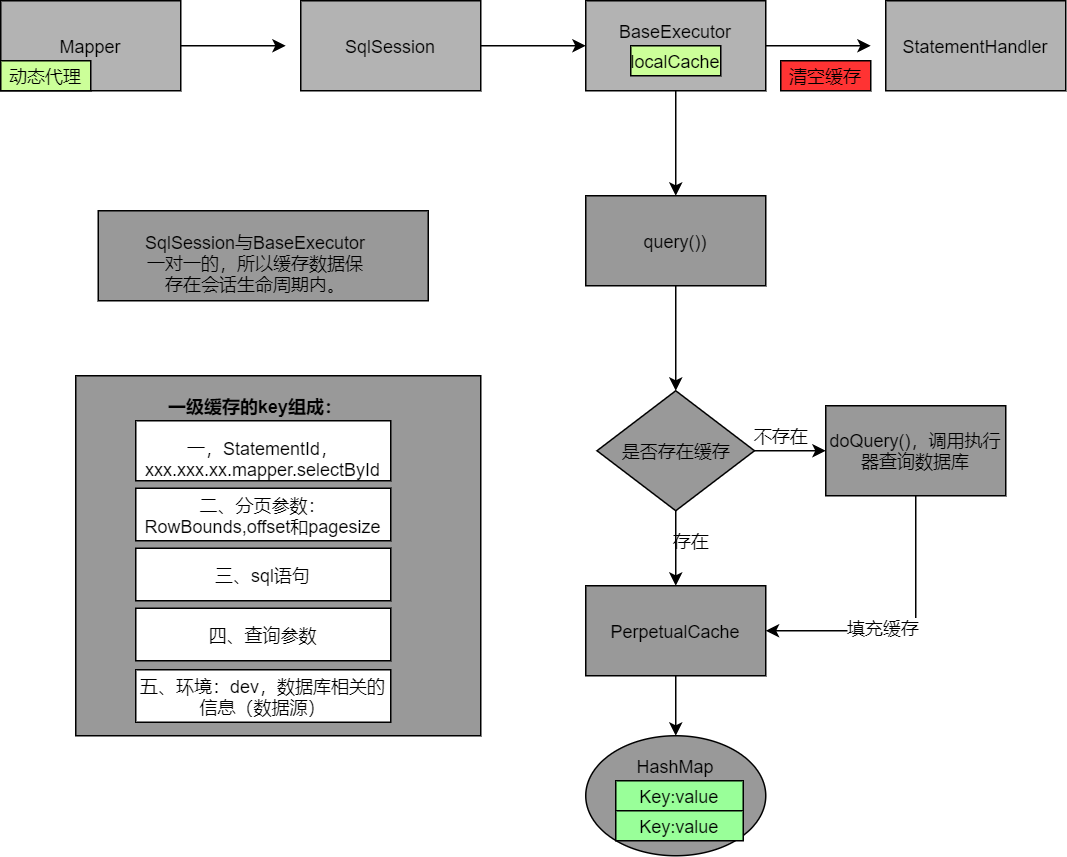 Mapper
动态代理
SqlSession
BaseExecutor
localCache
清空缓存
StatementHandler
query())
SqlSession与BaseExecutor
一对一的，所以缓存数据保
存在会话生命周期内。
一级缓存的key组成：
一，StatementId，
xxx.xxx.xx.mapper.selectById
二、分页参数：
RowBounds,offset和pagesize
三、sql语句
四、查询参数
五、环境：dev，数据库相关的
信息（数据源）
是否存在缓存
不存在
doQuery()，调用执行
器查询数据库
存在
填充缓存
PerpetualCache
HashMap
Key:value
Key:value